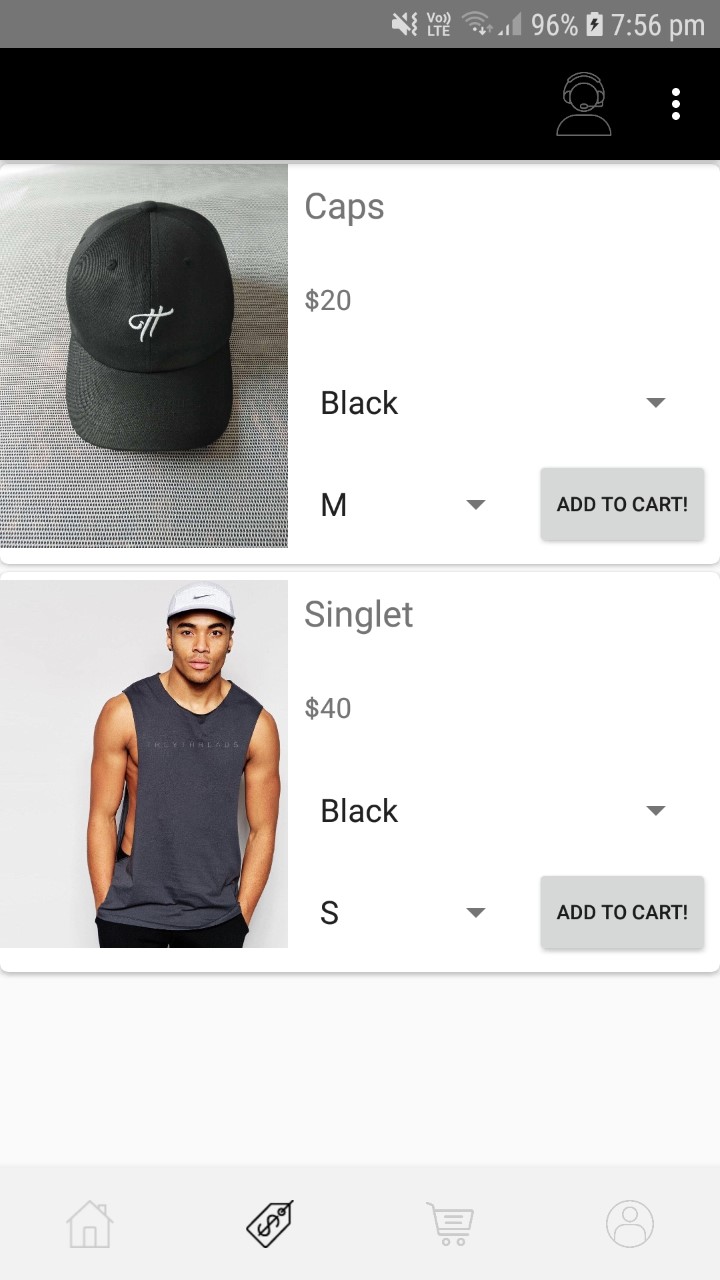 Vo))
LTE
96% 7:56 pm
Caps
$20
Black
M
ADD TO CART!
Singlet
$40
Black
S
ADD TO CART!